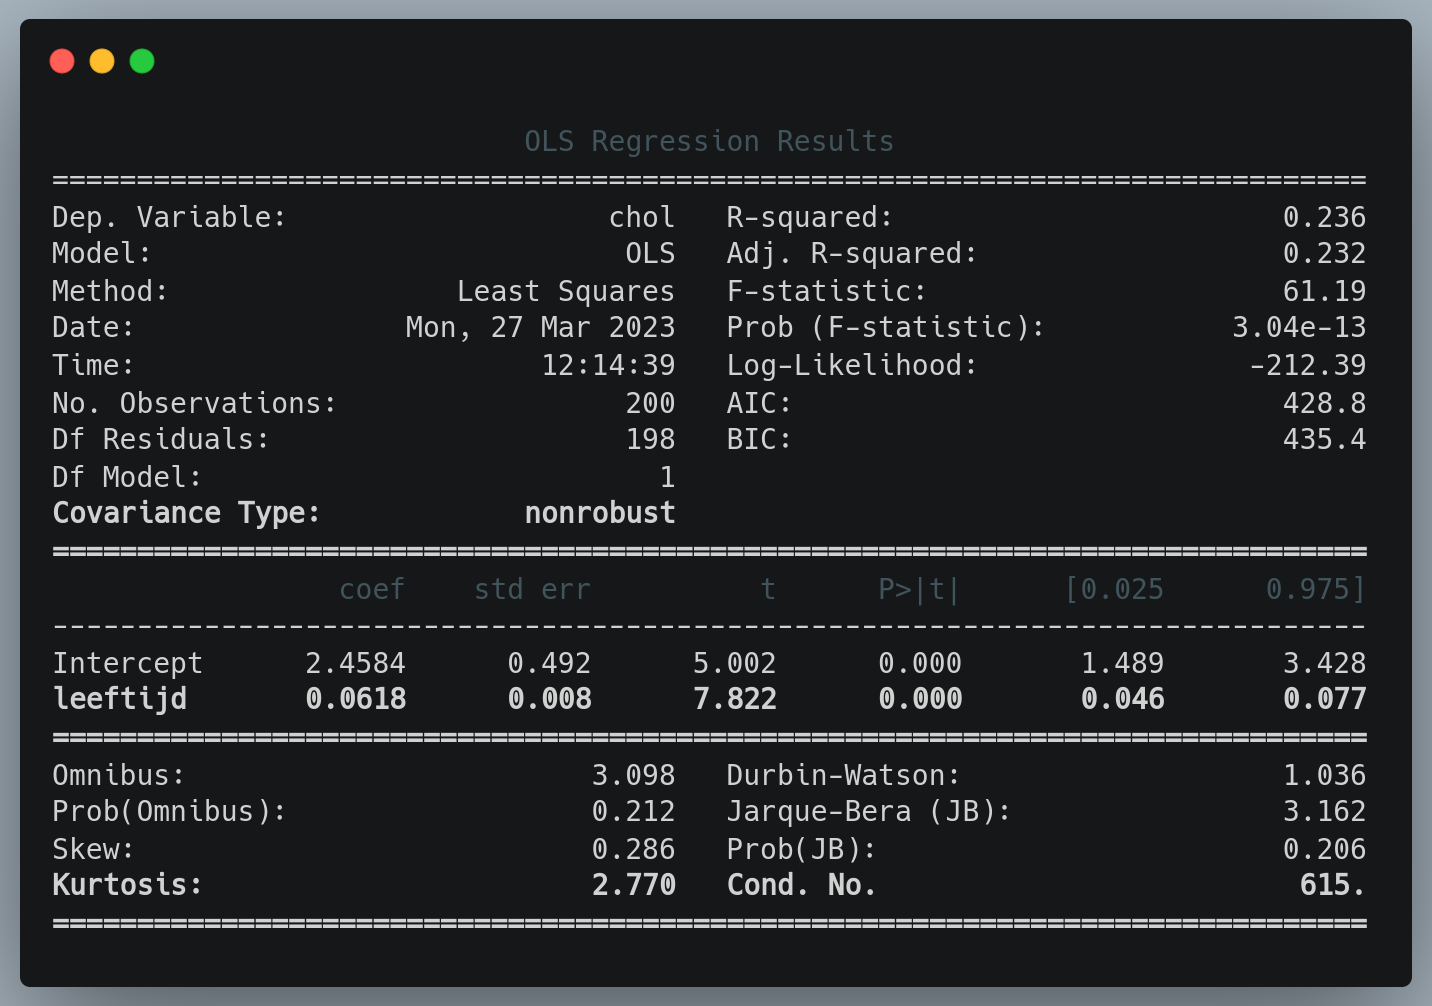 OLS Regression Results
==============================================================================
Dep. Variable:                   chol   R-squared:                       0.236
Model:                            OLS   Adj. R-squared:                  0.232
Method:                 Least Squares   F-statistic:                     61.19
Date:                Mon, 27 Mar 2023   Prob (F-statistic):           3.04e-13
Time:                        12:14:39   Log-Likelihood:                -212.39
No. Observations:                 200   AIC:                             428.8
Df Residuals:                     198   BIC:                             435.4
Df Model:                           1
Covariance Type:            nonrobust
==============================================================================
                 coef    std err          t      P>|t|      [0.025      0.975]
------------------------------------------------------------------------------
Intercept      2.4584      0.492      5.002      0.000       1.489       3.428
leeftijd       0.0618      0.008      7.822      0.000       0.046       0.077
==============================================================================
Omnibus:                        3.098   Durbin-Watson:                   1.036
Prob(Omnibus):                  0.212   Jarque-Bera (JB):                3.162
Skew:                           0.286   Prob(JB):                        0.206
Kurtosis:                       2.770   Cond. No.                         615.
==============================================================================